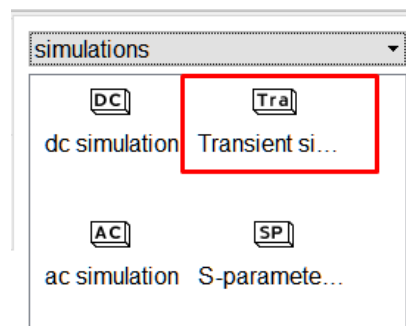 simulations
DC Tra
dc simulation Transient si...
AC SP
ac simulation S-paramete...